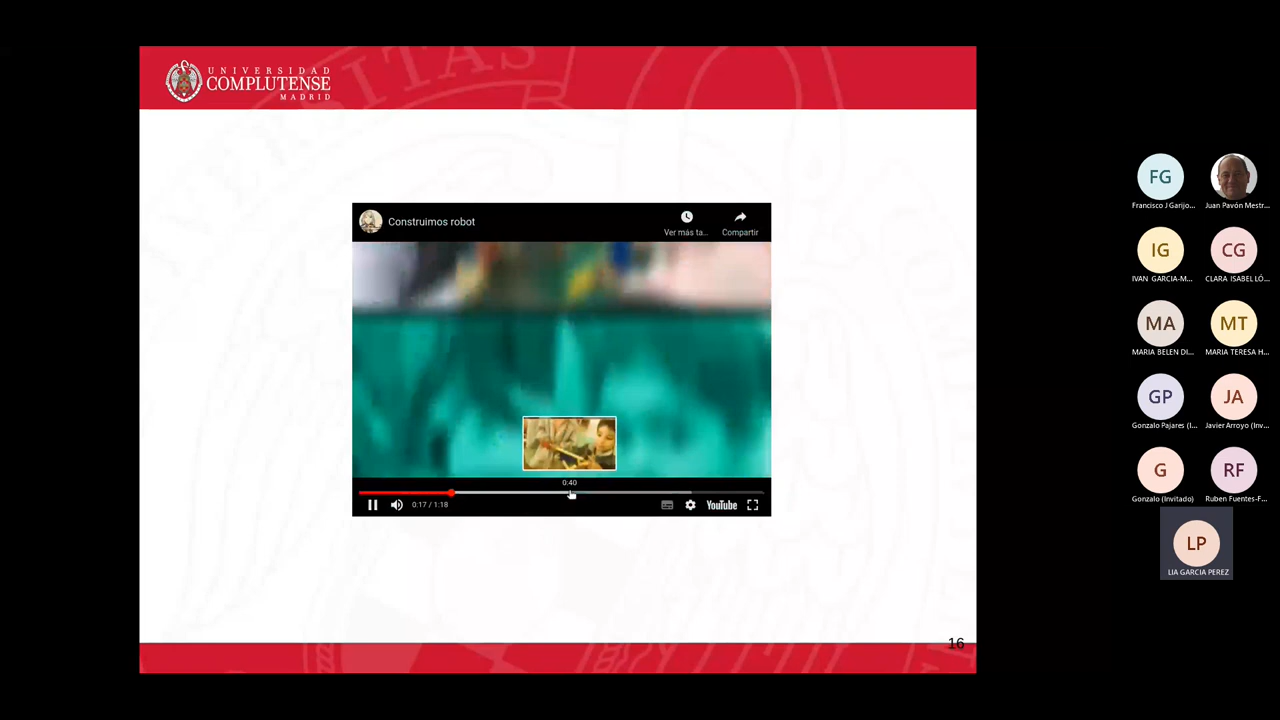 UNIVERSIDAD
COMPLUTENSE
MADRID
Construimos robot
Ver más ta...
Compartir
0:40
0:17 / 1:18
YouTube
16
FG
Francisco J Garijo...
Juan Pavón Mestr...
IG
IVAN GARCIA-M...
CG
CLARA ISABEL LÓ...
MA
MARIA BELEN DI...
MT
MARIA TERESA H...
GP
Gonzalo Pajares (I...
JA
Javier Arroyo (Inv...
G
Gonzalo (Invitado)
RF
Ruben Fuentes-F...
LP
LIA GARCIA PEREZ